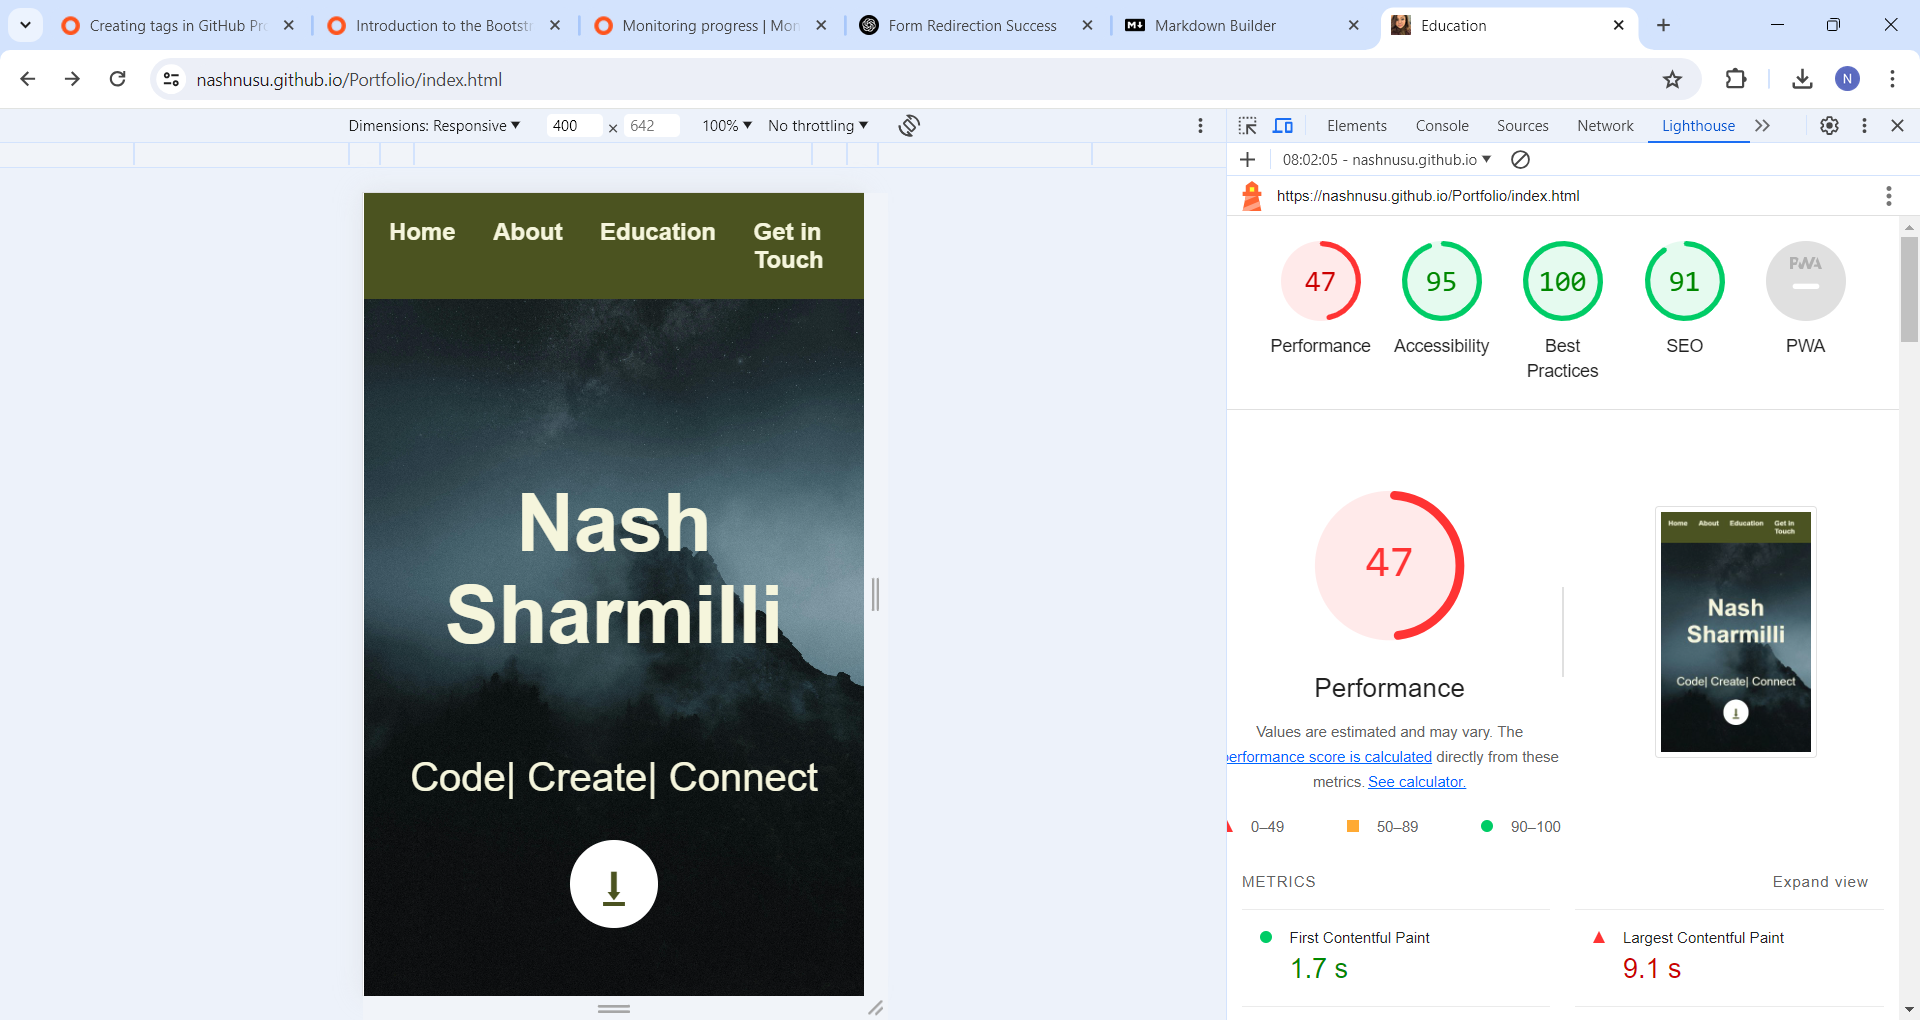 Creating tags in GitHub Pro
Introduction to the Bootstr
Monitoring progress | Mon
Form Redirection Success
Markdown Builder
Education
nashnusu.github.io/Portfolio/index.html
N
Dimensions: Responsive
400 x 642
100%
No throttling
Elements
Console
Sources
Network
Lighthouse
08:02:05 - nashnusu.github.io
https://nashnusu.github.io/Portfolio/index.html
Home
About
Education
Get in
Touch
Nash
Sharmilli
Code| Create| Connect
47
95
100
91
PWA
Performance
Accessibility
Best
Practices
SEO
PWA
47
Performance
Values are estimated and may vary. The
erformance score is calculated directly from these
metrics. See calculator.
0–49
50–89
90–100
Home
About
Education
Get in
Touch
Nash
Sharmilli
Code| Create| Connect
METRICS
Expand view
First Contentful Paint
1.7 s
Largest Contentful Paint
9.1 s